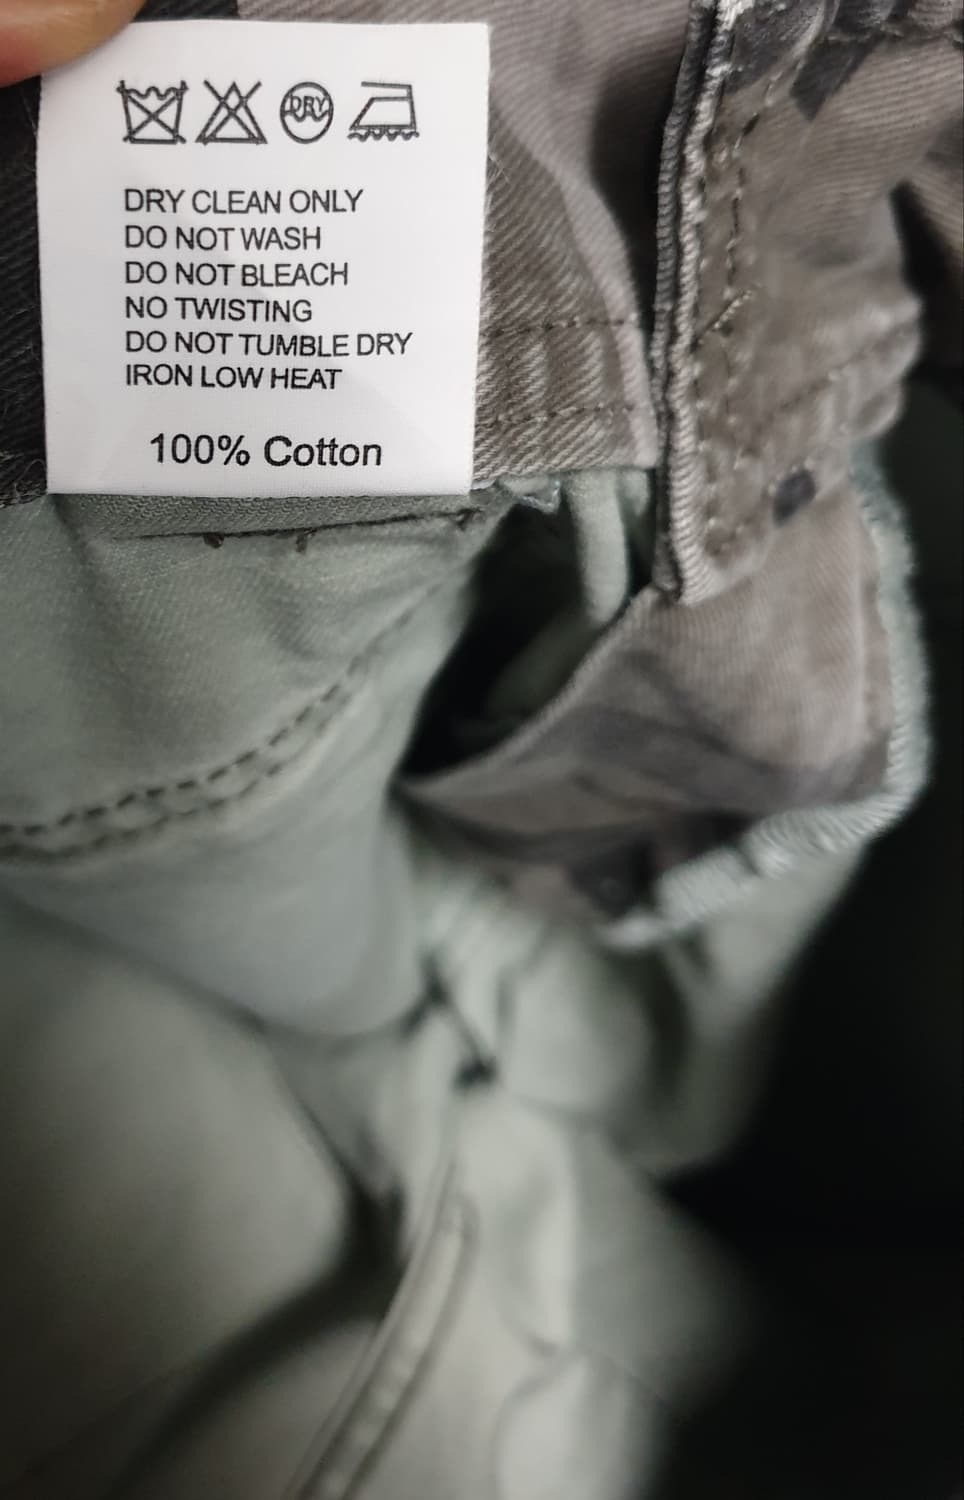 DRY
DRY CLEAN ONLY
DO NOT WASH
DO NOT BLEACH
NO TWISTING
DO NOT TUMBLE DRY
IRON LOW HEAT
100% Cotton